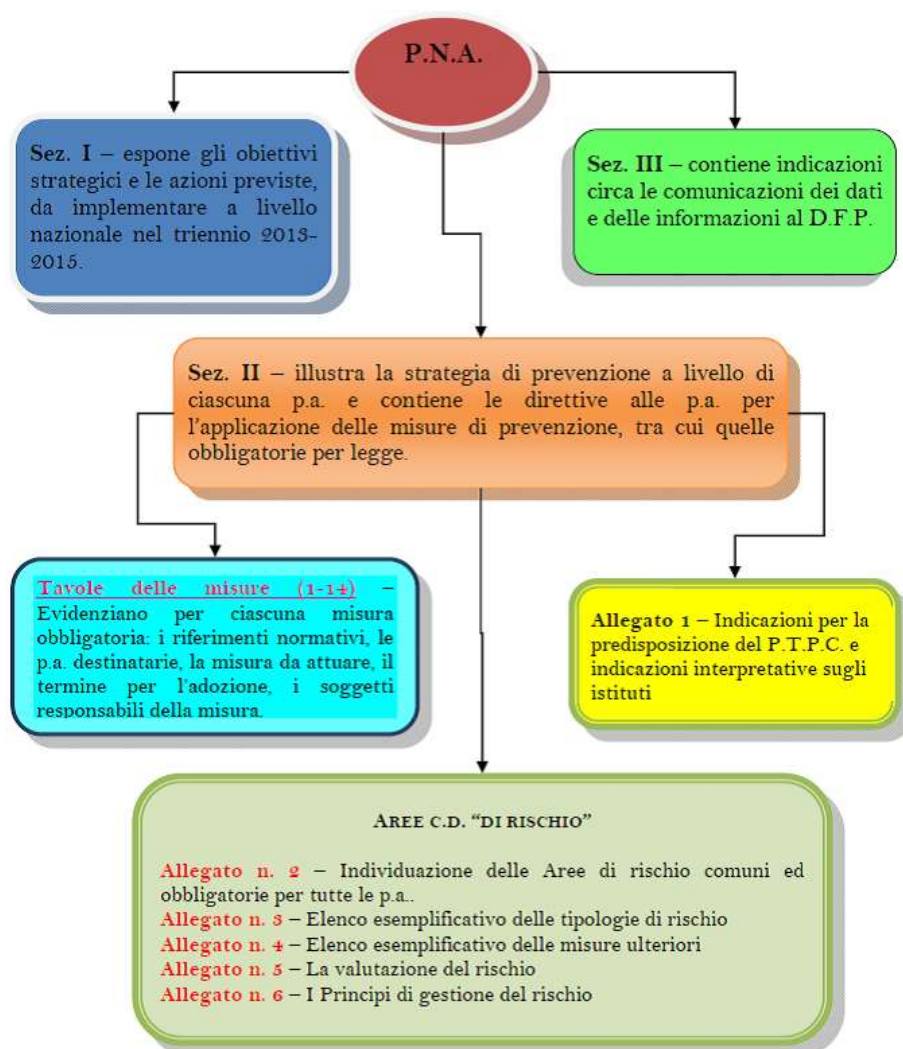 P.N.A.
Sez. I – espone gli obiettivi
strategici e le azioni previste,
da implementare a livello
nazionale nel triennio 2013-
2015.
Sez. III – contiene indicazioni
circa le comunicazioni dei dati
e delle informazioni al D.F.P.
Sez. II – illustra la strategia di prevenzione a livello di
ciascuna p.a. e contiene le direttive alle p.a. per
l'applicazione delle misure di prevenzione, tra cui quelle
obbligatorie per legge.
Tavole delle misure (1-14) –
Evidenziano per ciascuna misura
obbligatoria: i riferimenti normativi, le
p.a. destinatarie, la misura da attuare, il
termine per l'adozione, i soggetti
responsabili della misura.
Allegato 1 – Indicazioni per la
predisposizione del P.T.P.C. e
indicazioni interpretative sugli
istituti
AREE C.D. “DI RISCHIO”
Allegato n. 2 – Individuazione delle Aree di rischio comuni ed
obbligatorie per tutte le p.a..
Allegato n. 3 – Elenco esemplificativo delle tipologie di rischio
Allegato n. 4 – Elenco esemplificativo delle misure ulteriori
Allegato n. 5 – La valutazione del rischio
Allegato n. 6 – I Principi di gestione del rischio